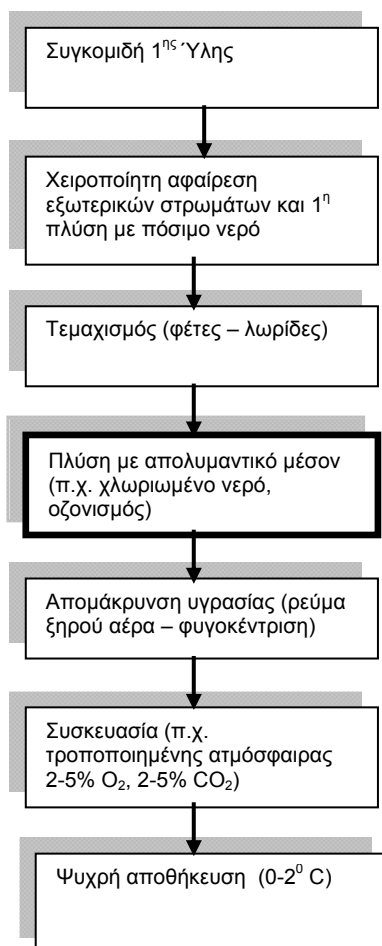 Συγκομιδή 1ης Ύλης
Χειροποίητη αφαίρεση
εξωτερικών στρωμάτων και 1η
πλύση με πόσιμο νερό
Τεμαχισμός (φέτες – λωρίδες)
Πλύση με απολυμαντικό μέσον
(π.χ. χλωριωμένο νερό,
οζονισμός)
Απομάκρυνση υγρασίας (ρεύμα
ξηρού αέρα – φυγοκέντριση)
Συσκευασία (π.χ.
τροποποιημένης ατμόσφαιρας
2-5% O2, 2-5% CO2)
Ψυχρή αποθήκευση (0-2⁰ C)